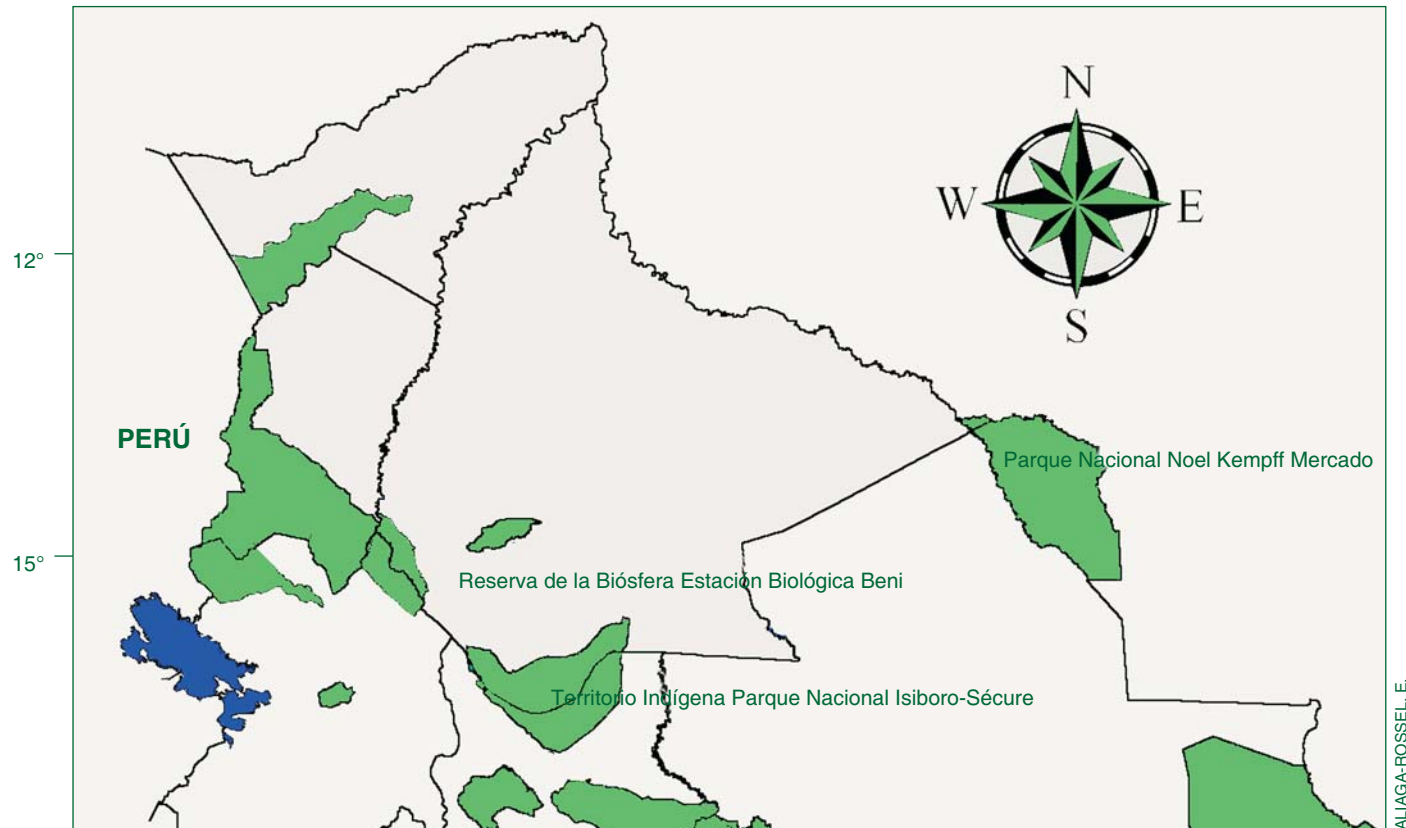 N
W
E
S
12°
PERÚ
Parque Nacional Noel Kempff Mercado
15°
Reserva de la Biósfera Estación Biológica Beni
Territorio Indígena Parque Nacional Isiboro-Sécure
ALIAGA-ROSSEL, E.